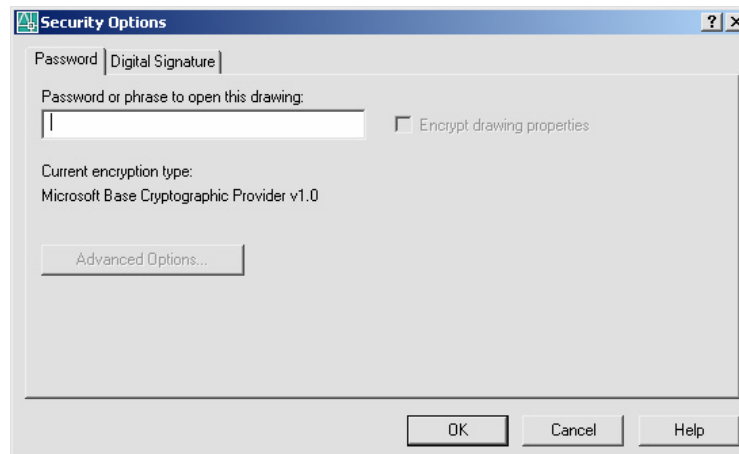 Security Options
Password Digital Signature
Password or phrase to open this drawing:
Encrypt drawing properties
Current encryption type:
Microsoft Base Cryptographic Provider v1.0
Advanced Options...
OK Cancel Help